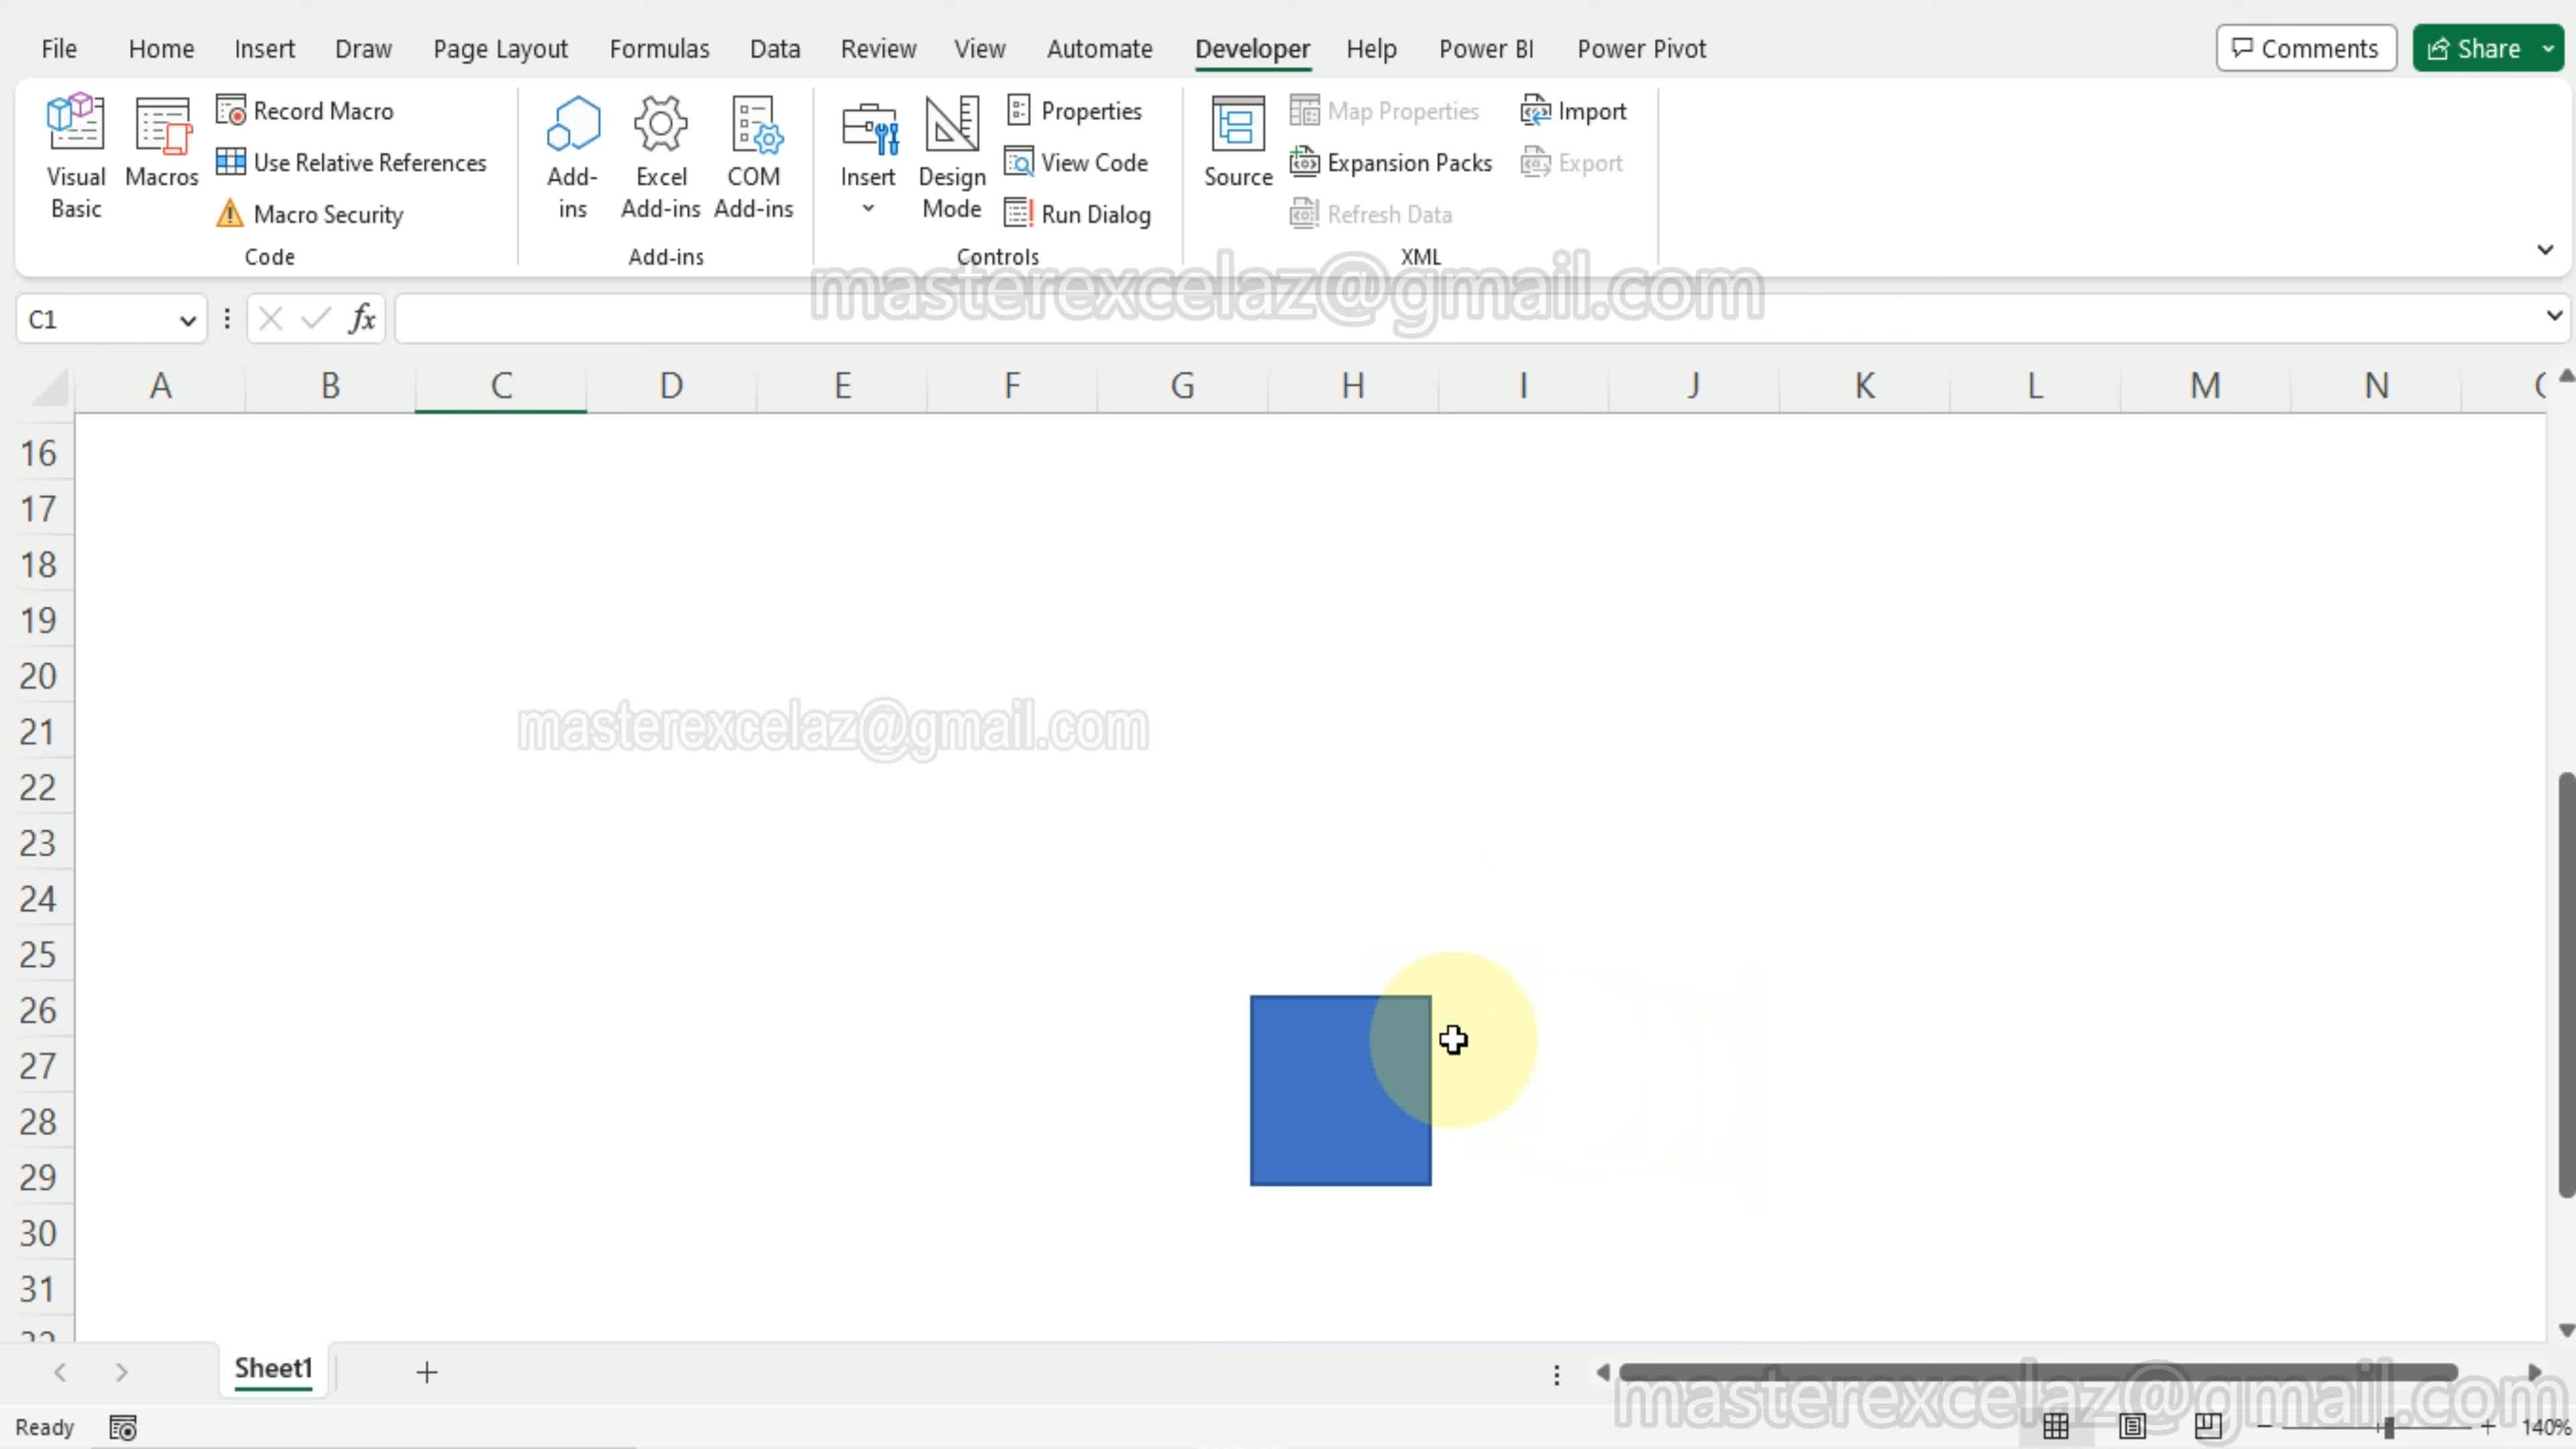 File Home Insert Draw Page Layout Formulas Data Review View Automate Developer Help Power BI Power Pivot Comments Share
Visual Basic
Macros
Record Macro
Use Relative References
Macro Security
Code
Add-ins
Excel Add-ins
COM Add-ins
Add-ins
Insert
Design Mode
Properties
View Code
Run Dialog
Controls
Source
Map Properties
Expansion Packs
Refresh Data
Import
Export
XML
masterexcelaz@gmail.com
C1 fx
A B C D E F G H I J K L M N
16
17
18
19
20
21
masterexcelaz@gmail.com
22
23
24
25
26
27
28
29
30
31
Sheet1
masterexcelaz@gmail.com
Ready 140%